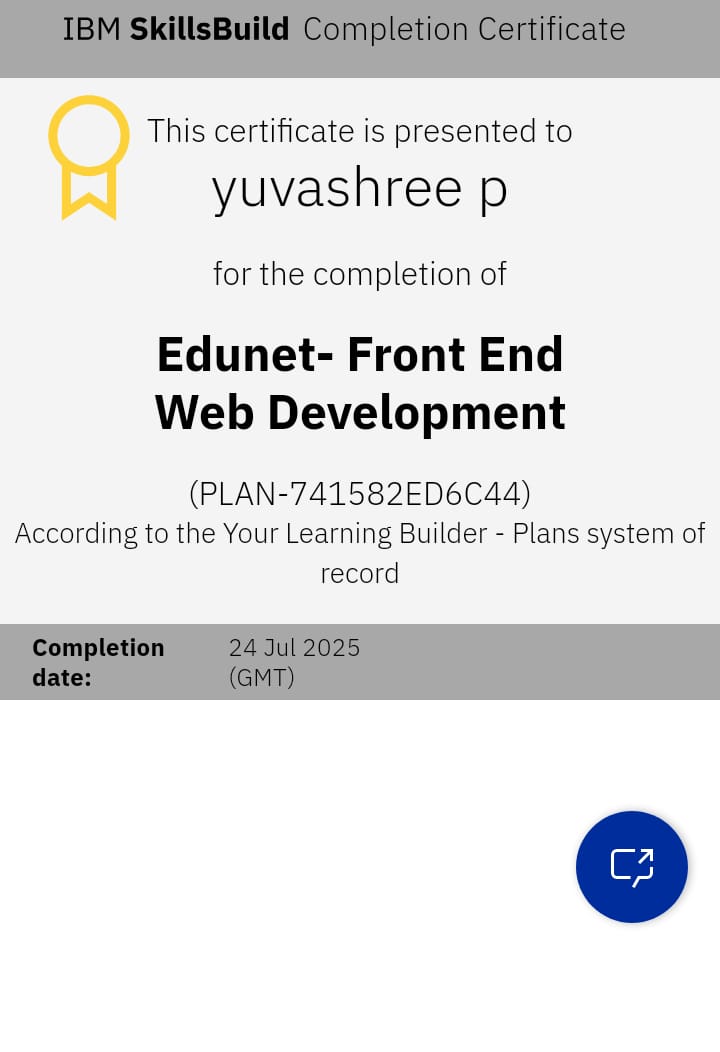 IBM SkillsBuild Completion Certificate
This certificate is presented to
yuvashree p
for the completion of
Edunet- Front End
Web Development
(PLAN-741582ED6C44)
According to the Your Learning Builder - Plans system of
record
Completion date:
24 Jul 2025 (GMT)